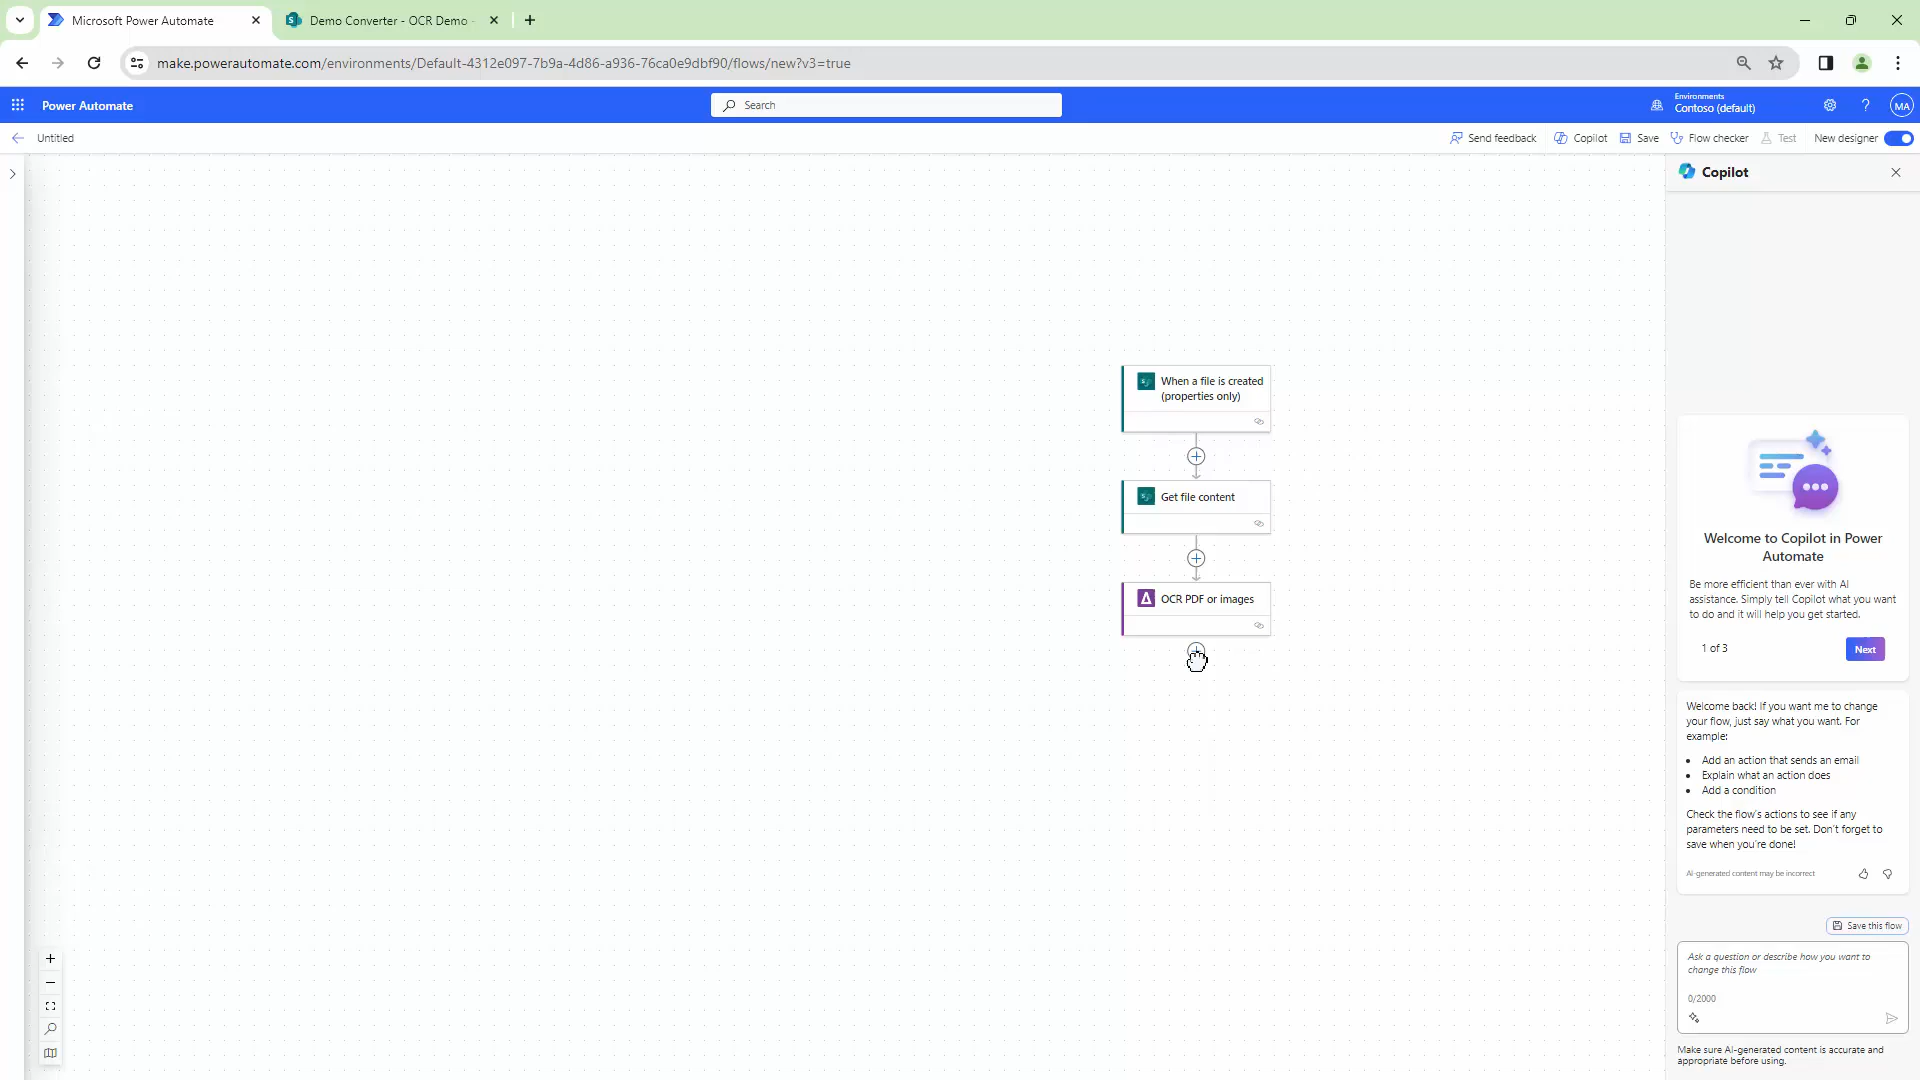 Microsoft Power Automate
Demo Converter - OCR Demo -
make.powerautomate.com/environments/Default-4312e097-7b9a-4d86-a936-76ca0e9dbf90/flows/new?v3=true
Power Automate
Search
Environments
Contoso (default)
?
MA
Untitled
Send feedback
Copilot
Save
Flow checker
Test
New designer
Copilot
When a file is created
(properties only)
Get file content
OCR PDF or images
Welcome to Copilot in Power
Automate
Be more efficient than ever with AI
assistance. Simply tell Copilot what you want
to do and it will help you get started.
1 of 3
Next
Welcome back! If you want me to change
your flow, just say what you want. For
example:
• Add an action that sends an email
• Explain what an action does
• Add a condition
Check the flow's actions to see if any
parameters need to be set. Don't forget to
save when you're done!
AI-generated content may be incorrect
Save this flow
Ask a question or describe how you want to
change this flow
0/2000
Make sure AI-generated content is accurate and
appropriate before using.